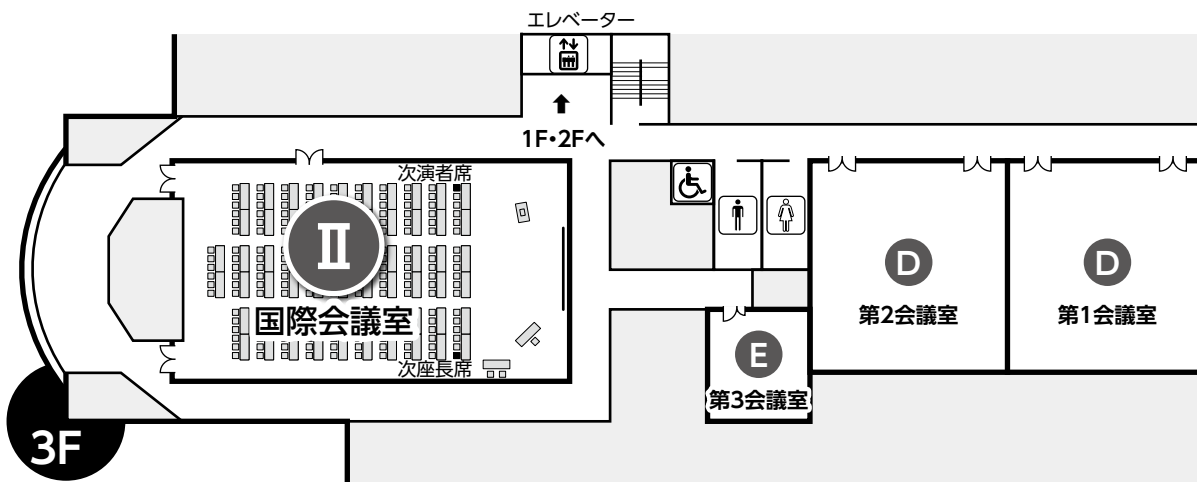 エレベーター
1F・2Fへ
次演者席
II
国際会議室
次座長席
D
第2会議室
D
第1会議室
E
第3会議室
3F